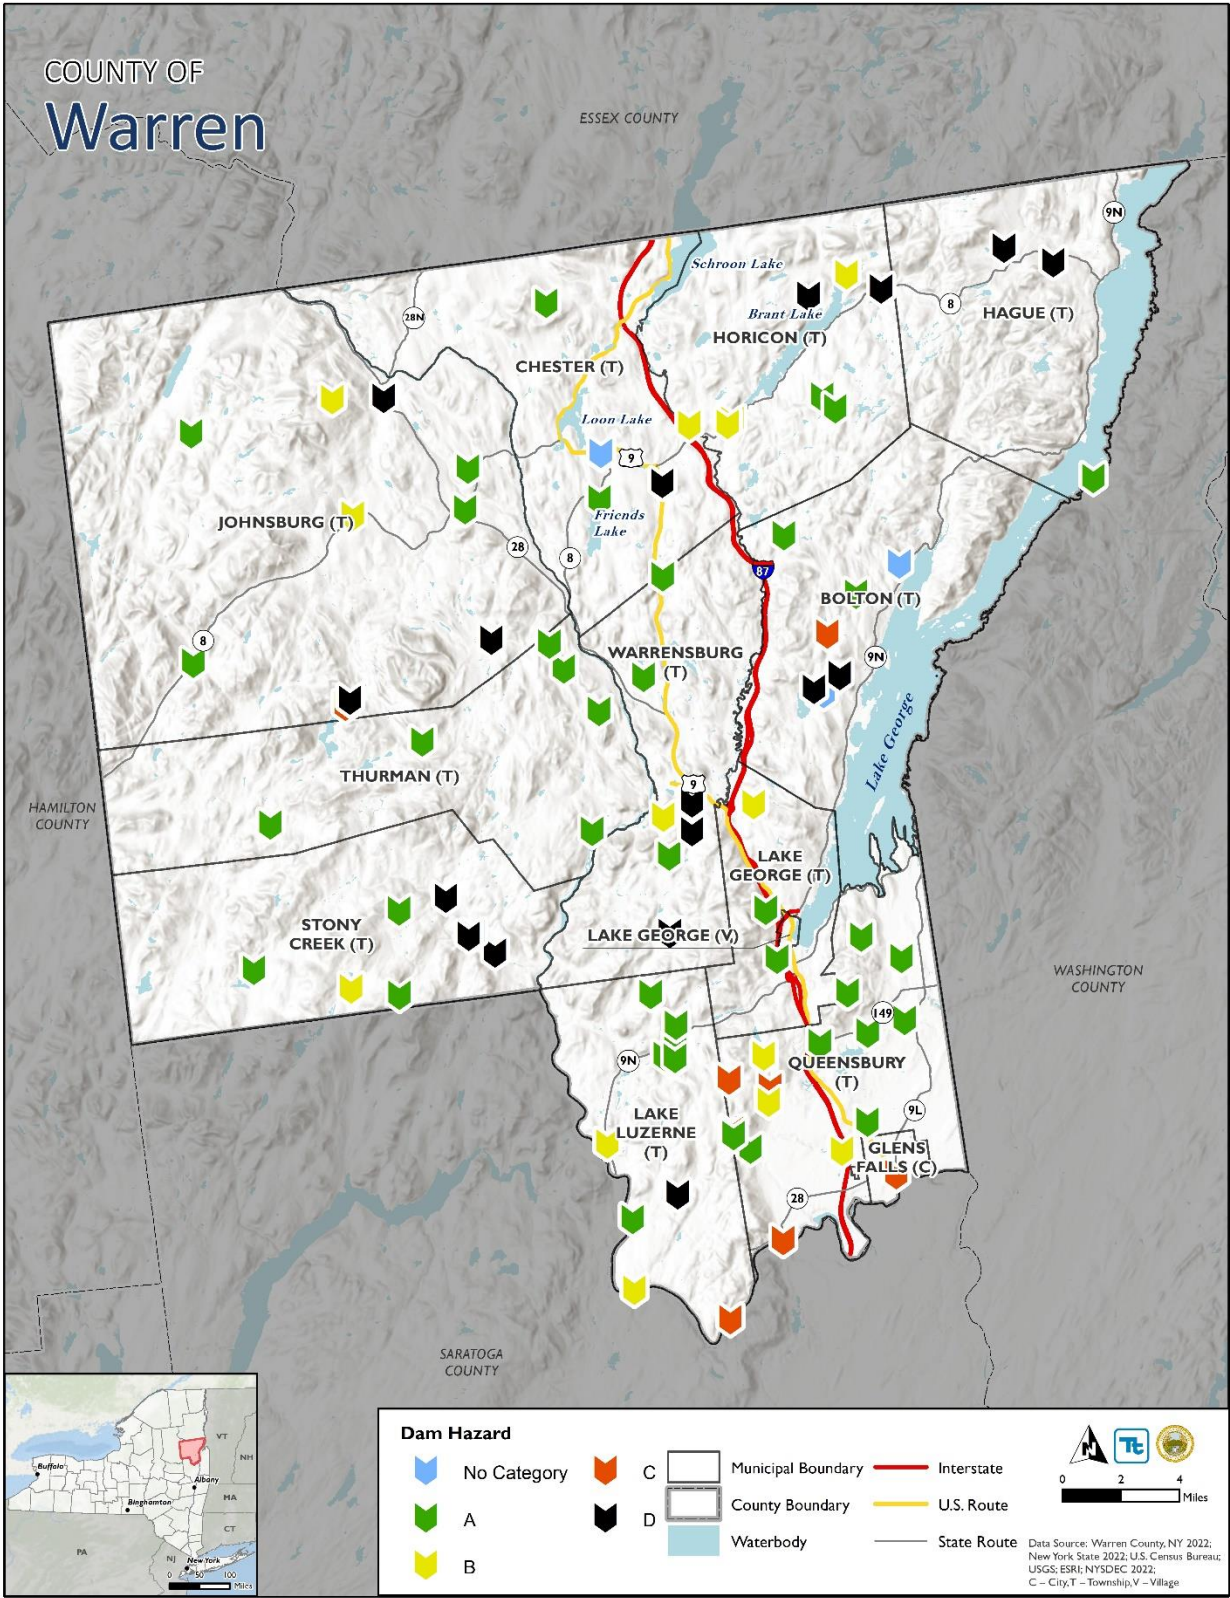 COUNTY OF
Warren
ESSEX COUNTY
9N
Schroon Lake
28N
8
HAGUE (T)
Brant Lake
HORICON (T)
CHESTER (T)
Loon Lake
9
JOHNSBURG (T)
Friends
Lake
28
8
87
BOLTON (T)
8
WARRENSBURG
(T)
9N
Lake George
THURMAN (T)
9
HAMILTON
COUNTY
LAKE
GEORGE (T)
STONY
CREEK (T)
LAKE GEORGE (V)
WASHINGTON
COUNTY
149
9N
QUEENSBURY
(T)
LAKE
LUZERNE
(T)
9L
GLENS
FALLS (C)
28
SARATOGA
COUNTY
Buffalo
Binghamton
Albany
New York
VT
NH
MA
CT
PA
NJ
0 50 100
Miles
Dam Hazard
No Category
A
B
C
D
Municipal Boundary
County Boundary
Waterbody
Interstate
U.S. Route
State Route
N
Tt
0 2 4
Miles
Data Source: Warren County, NY 2022;
New York State 2022; U.S. Census Bureau;
USGS; ESRI; NYSDEC 2022;
C – City, T – Township, V – Village